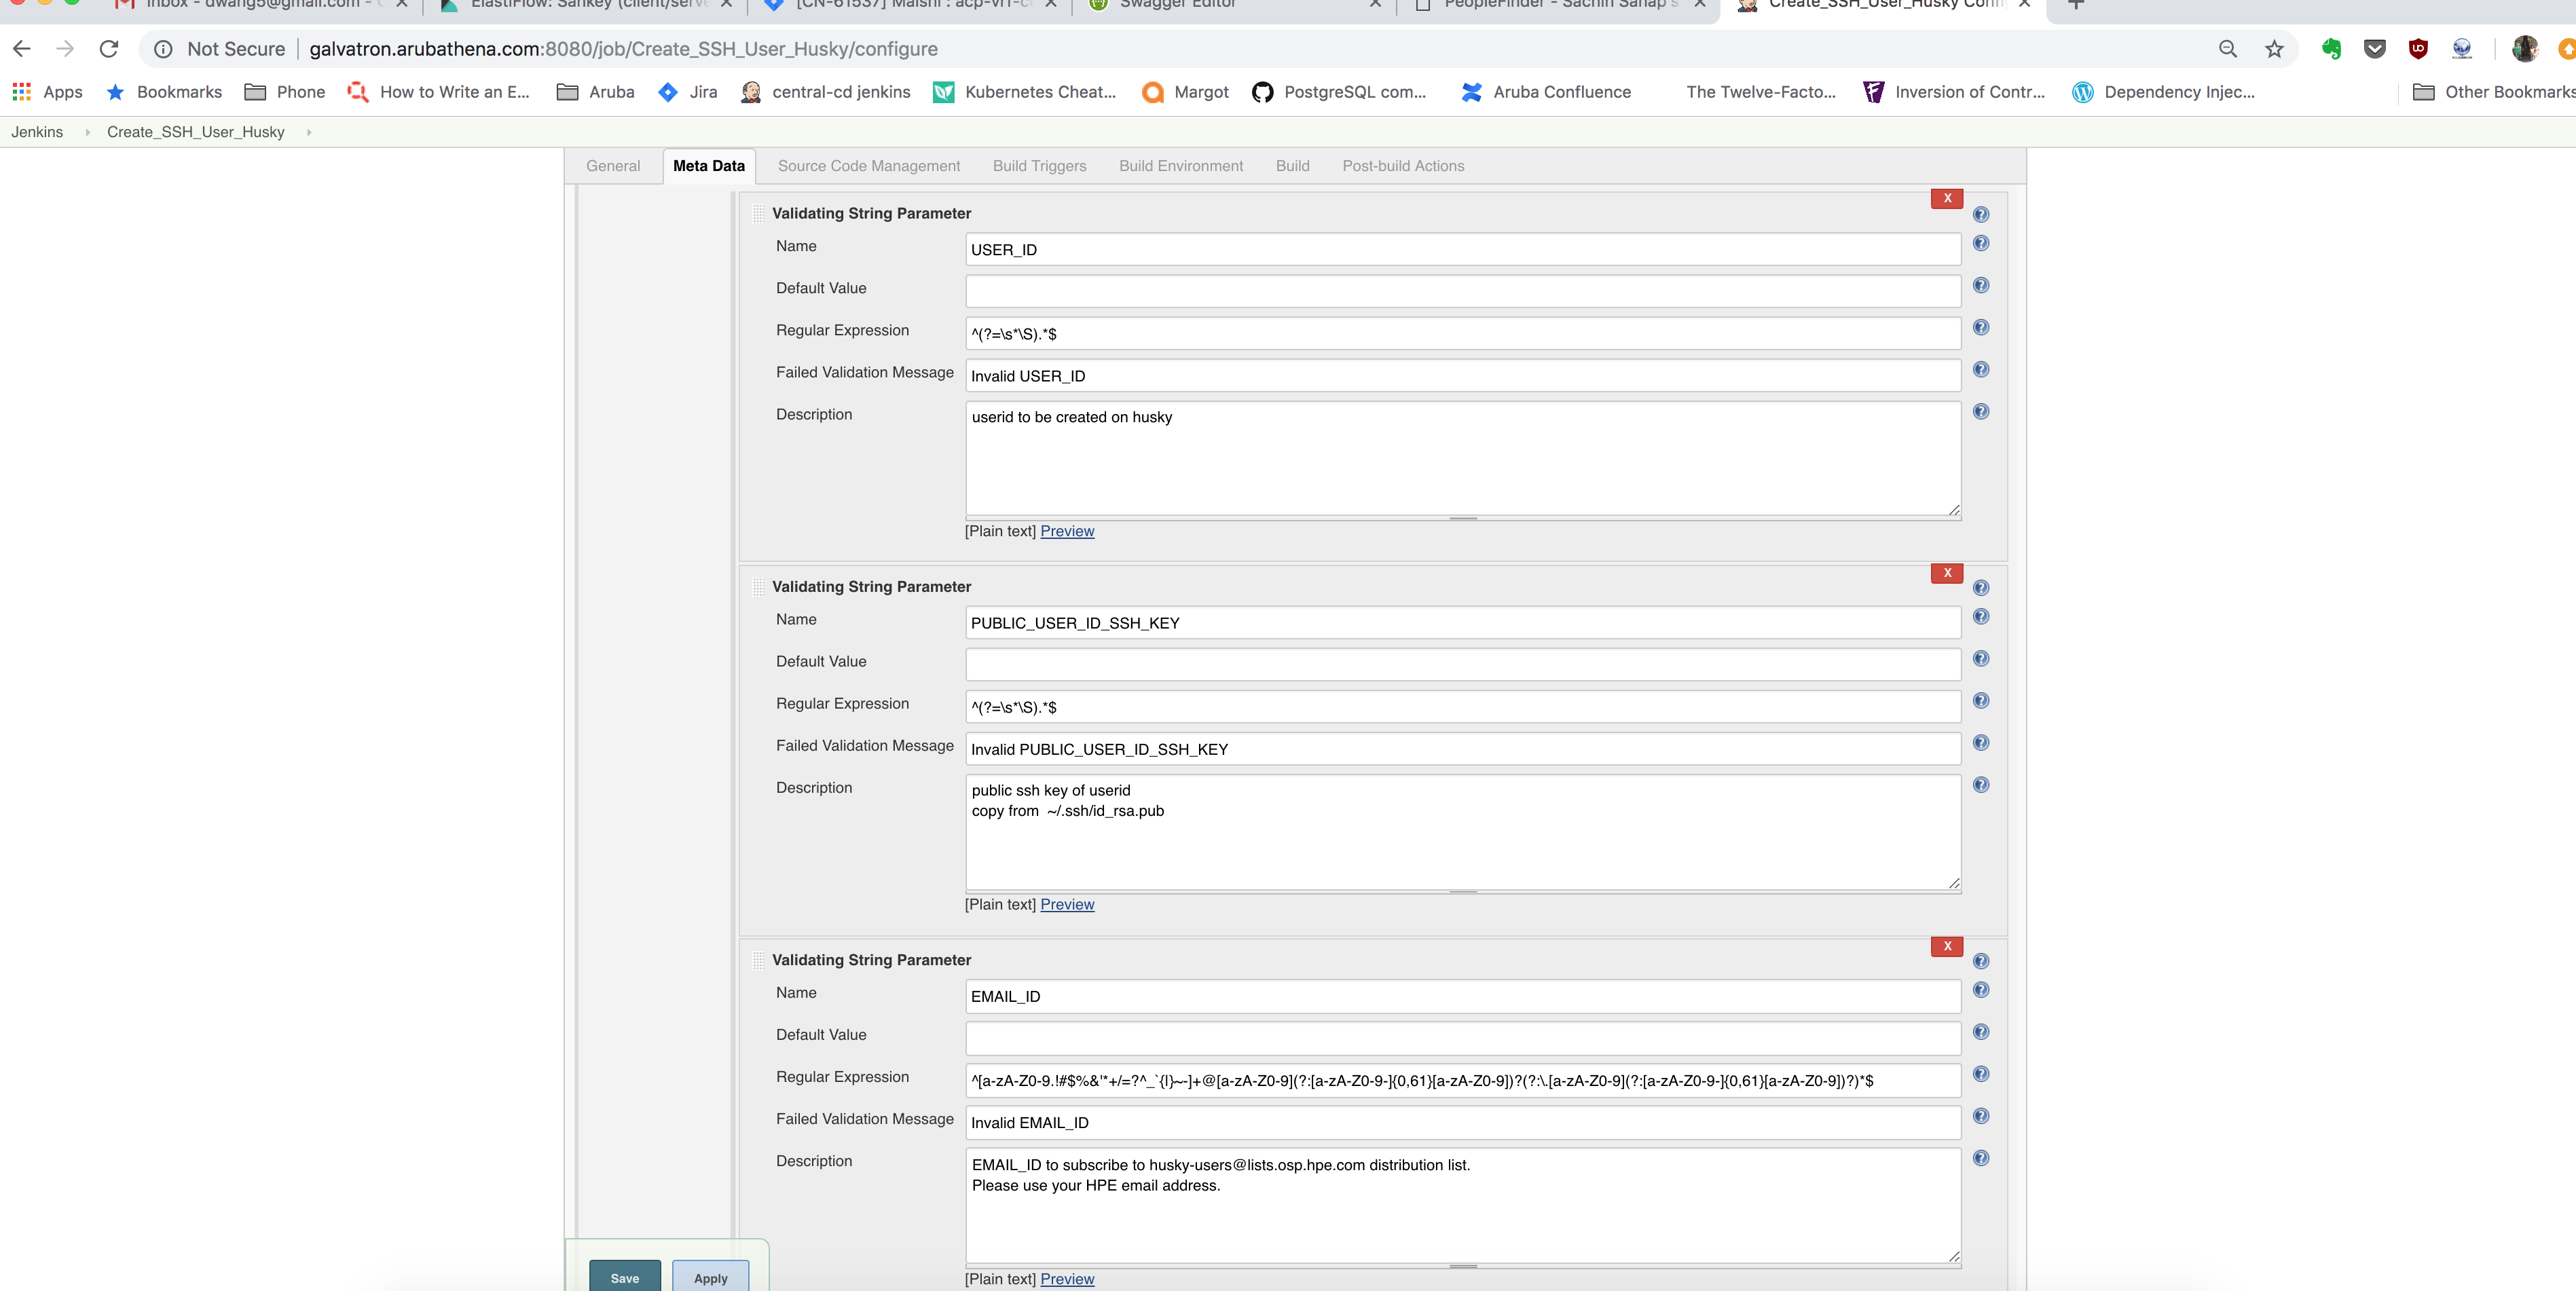 Inbox - dwang5@gmail.com -
ElastiFlow: Sankey (client/serve
[CN-61537] Maishi : acp-vrf-c
Swagger Editor
PeopleFinder - Sachin Sanap s
Create_SSH_User_Husky Confi
Not Secure galvatron.arubathena.com:8080/job/Create_SSH_User_Husky/configure
Apps Bookmarks Phone How to Write an E... Aruba Jira central-cd jenkins Kubernetes Cheat... Margot PostgreSQL com... Aruba Confluence The Twelve-Facto... Inversion of Contr... Dependency Injec... Other Bookmarks
Jenkins Create_SSH_User_Husky
General Meta Data Source Code Management Build Triggers Build Environment Build Post-build Actions
X
Validating String Parameter
Name USER_ID
Default Value
Regular Expression ^(?=\s*\S).*$
Failed Validation Message Invalid USER_ID
Description userid to be created on husky
[Plain text] Preview
X
Validating String Parameter
Name PUBLIC_USER_ID_SSH_KEY
Default Value
Regular Expression ^(?=\s*\S).*$
Failed Validation Message Invalid PUBLIC_USER_ID_SSH_KEY
Description public ssh key of userid
copy from ~/.ssh/id_rsa.pub
[Plain text] Preview
X
Validating String Parameter
Name EMAIL_ID
Default Value
Regular Expression ^[a-zA-Z0-9.!#$%&'*+/=?^_`{|}~-]+@[a-zA-Z0-9](?:[a-zA-Z0-9-]{0,61}[a-zA-Z0-9])?(?:\.[a-zA-Z0-9](?:[a-zA-Z0-9-]{0,61}[a-zA-Z0-9])?)*$
Failed Validation Message Invalid EMAIL_ID
Description EMAIL_ID to subscribe to husky-users@lists.osp.hpe.com distribution list.
Please use your HPE email address.
Save Apply
[Plain text] Preview